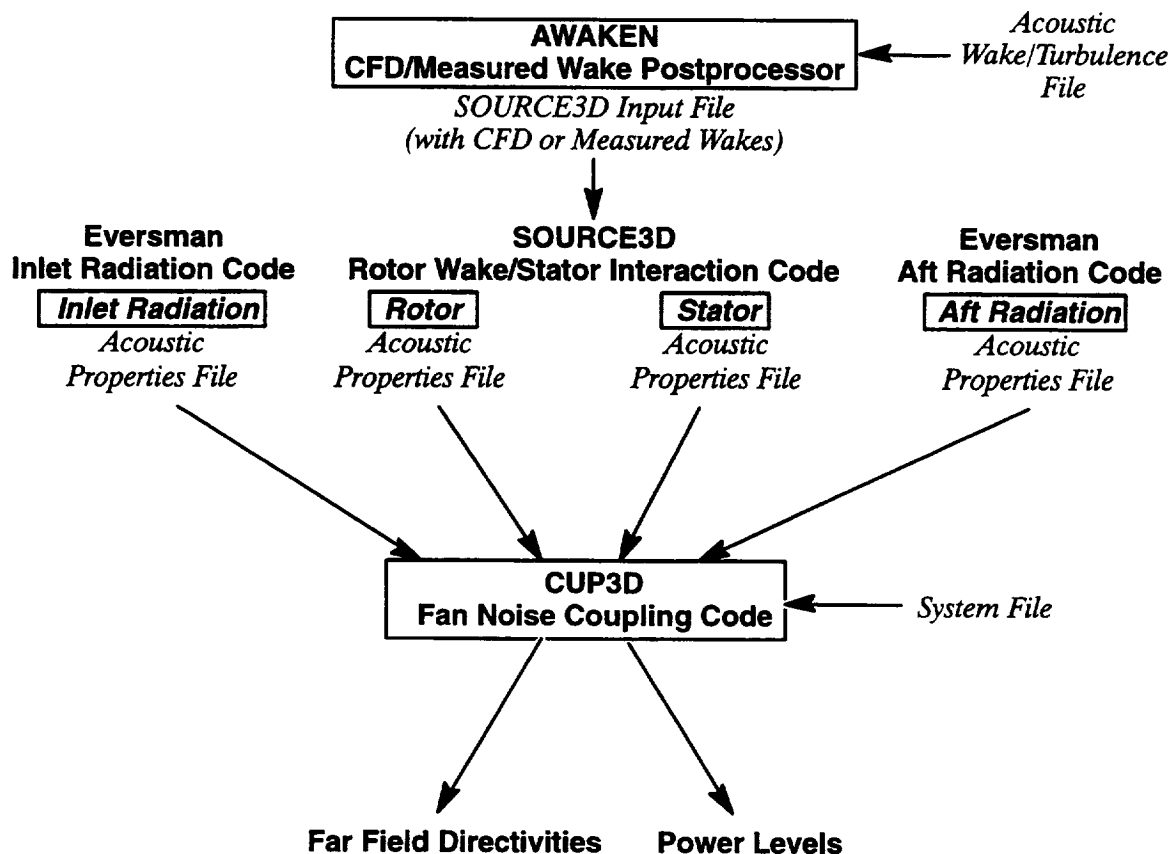 AWAKEN
CFD/Measured Wake Postprocessor
Acoustic
Wake/Turbulence
File
SOURCE3D Input File
(with CFD or Measured Wakes)
Eversman
Inlet Radiation Code
Inlet Radiation
Acoustic
Properties File
SOURCE3D
Rotor Wake/Stator Interaction Code
Rotor
Acoustic
Properties File
Stator
Acoustic
Properties File
Eversman
Aft Radiation Code
Aft Radiation
Acoustic
Properties File
CUP3D
Fan Noise Coupling Code
System File
Far Field Directivities
Power Levels